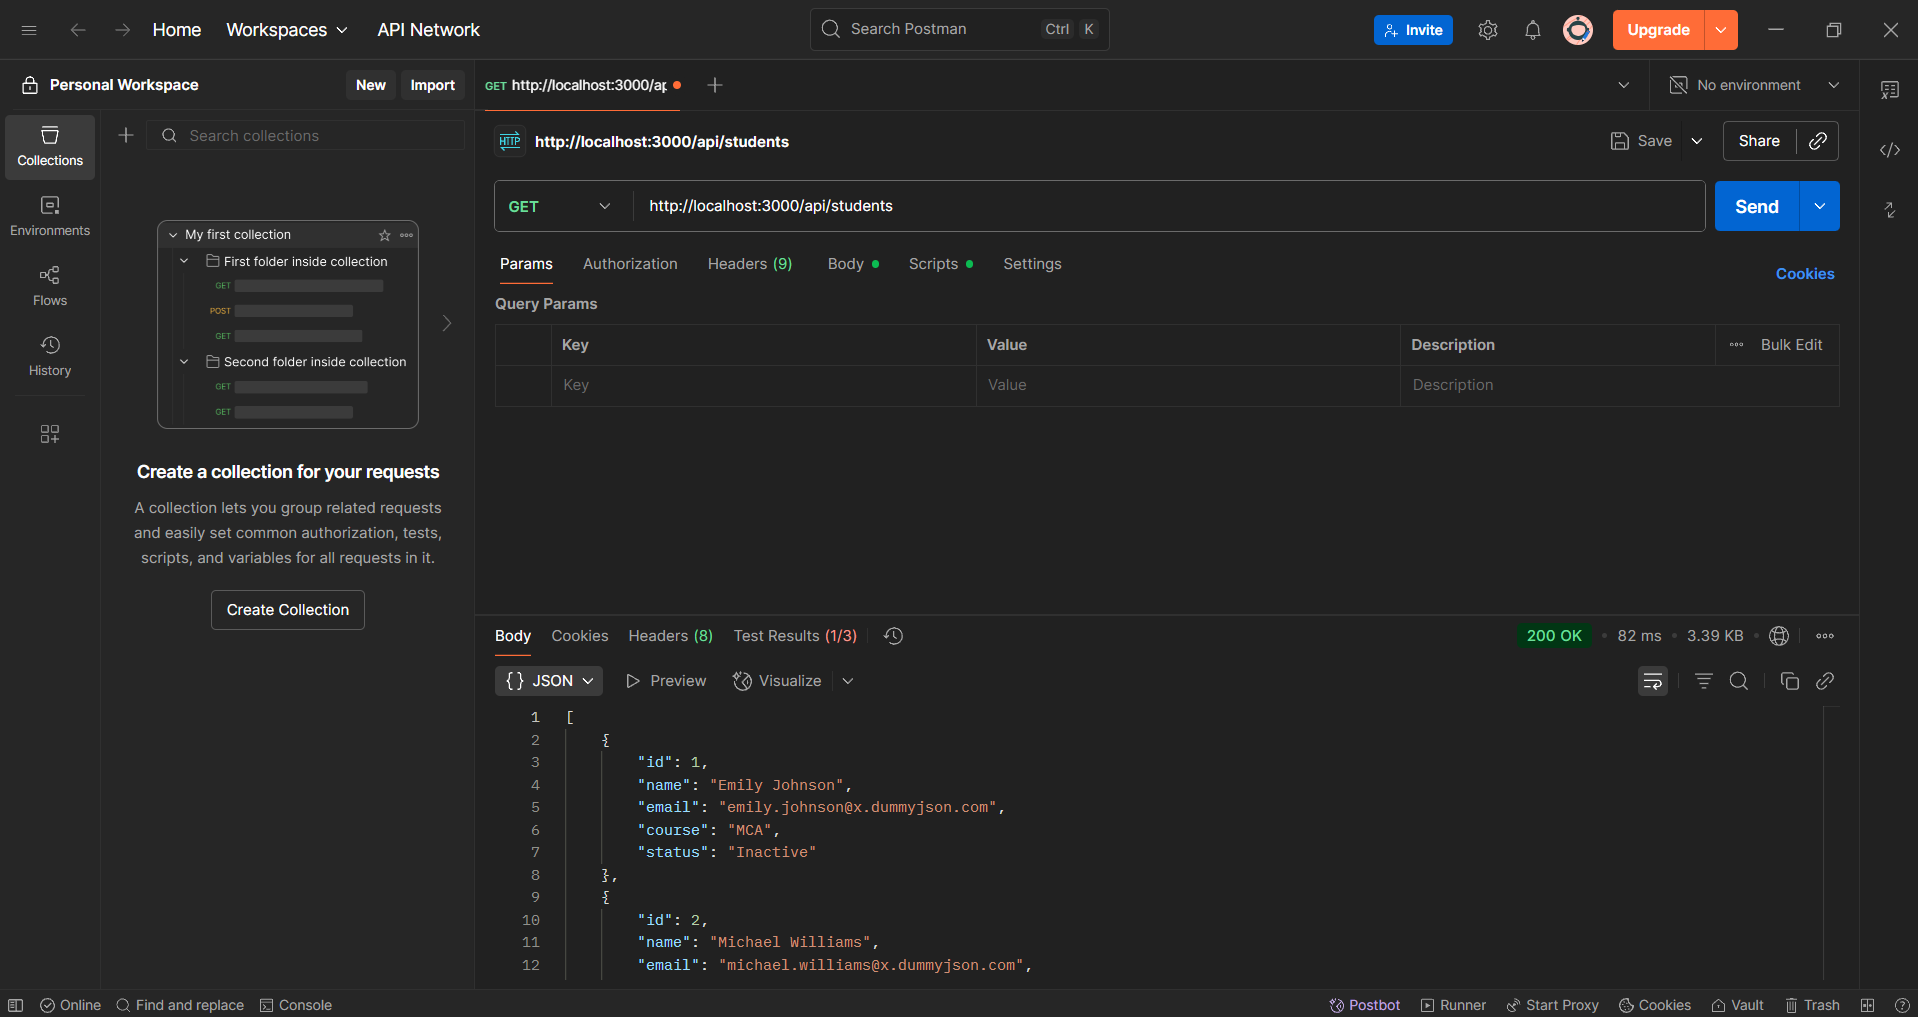 Home
Workspaces
API Network
Search Postman
Ctrl K
Invite
Upgrade
Personal Workspace
New
Import
GET http://localhost:3000/ap
No environment
Collections
Environments
Flows
History
Search collections
My first collection
First folder inside collection
GET
POST
GET
Second folder inside collection
GET
GET
Create a collection for your requests
A collection lets you group related requests
and easily set common authorization, tests,
scripts, and variables for all requests in it.
Create Collection
HTTP http://localhost:3000/api/students
Save
Share
GET
http://localhost:3000/api/students
Send
Params
Authorization
Headers (9)
Body
Scripts
Settings
Cookies
Query Params
Key Value Description Bulk Edit
Key Value Description
Body Cookies Headers (8) Test Results (1/3)
200 OK • 82 ms • 3.39 KB
{} JSON
Preview
Visualize
1 [
2 {
3 "id": 1,
4 "name": "Emily Johnson",
5 "email": "emily.johnson@x.dummyjson.com",
6 "course": "MCA",
7 "status": "Inactive"
8 },
9 {
10 "id": 2,
11 "name": "Michael Williams",
12 "email": "michael.williams@x.dummyjson.com",
Online
Find and replace
Console
Postbot
Runner
Start Proxy
Cookies
Vault
Trash